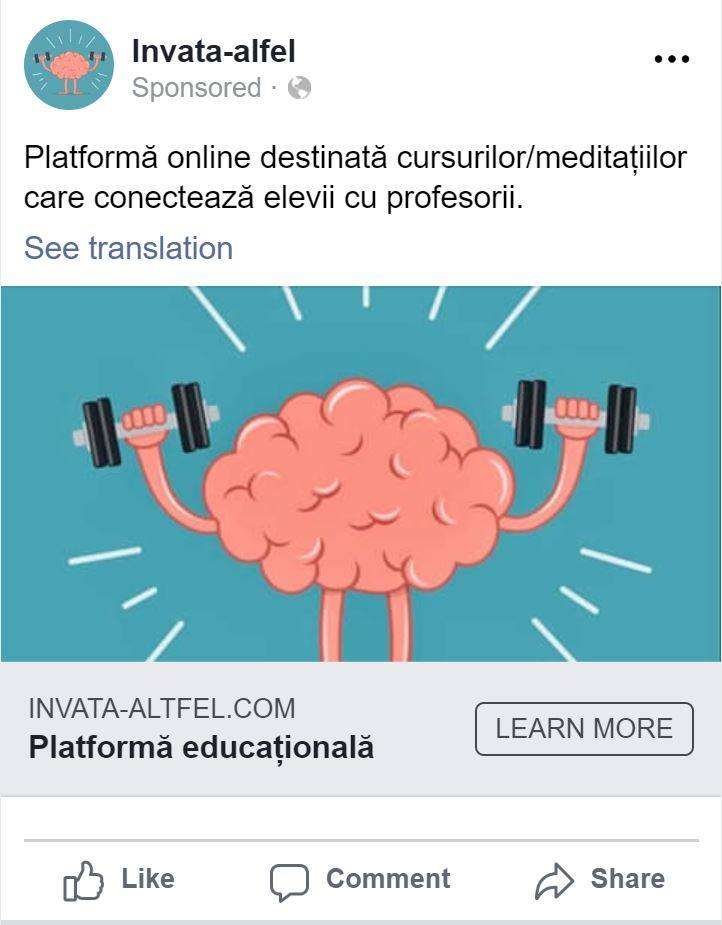 Invata-alfel
Sponsored ·
Platformă online destinată cursurilor/meditațiilor
care conectează elevii cu profesorii.
See translation
INVATA-ALTFEL.COM
Platformă educațională
LEARN MORE
Like
Comment
Share